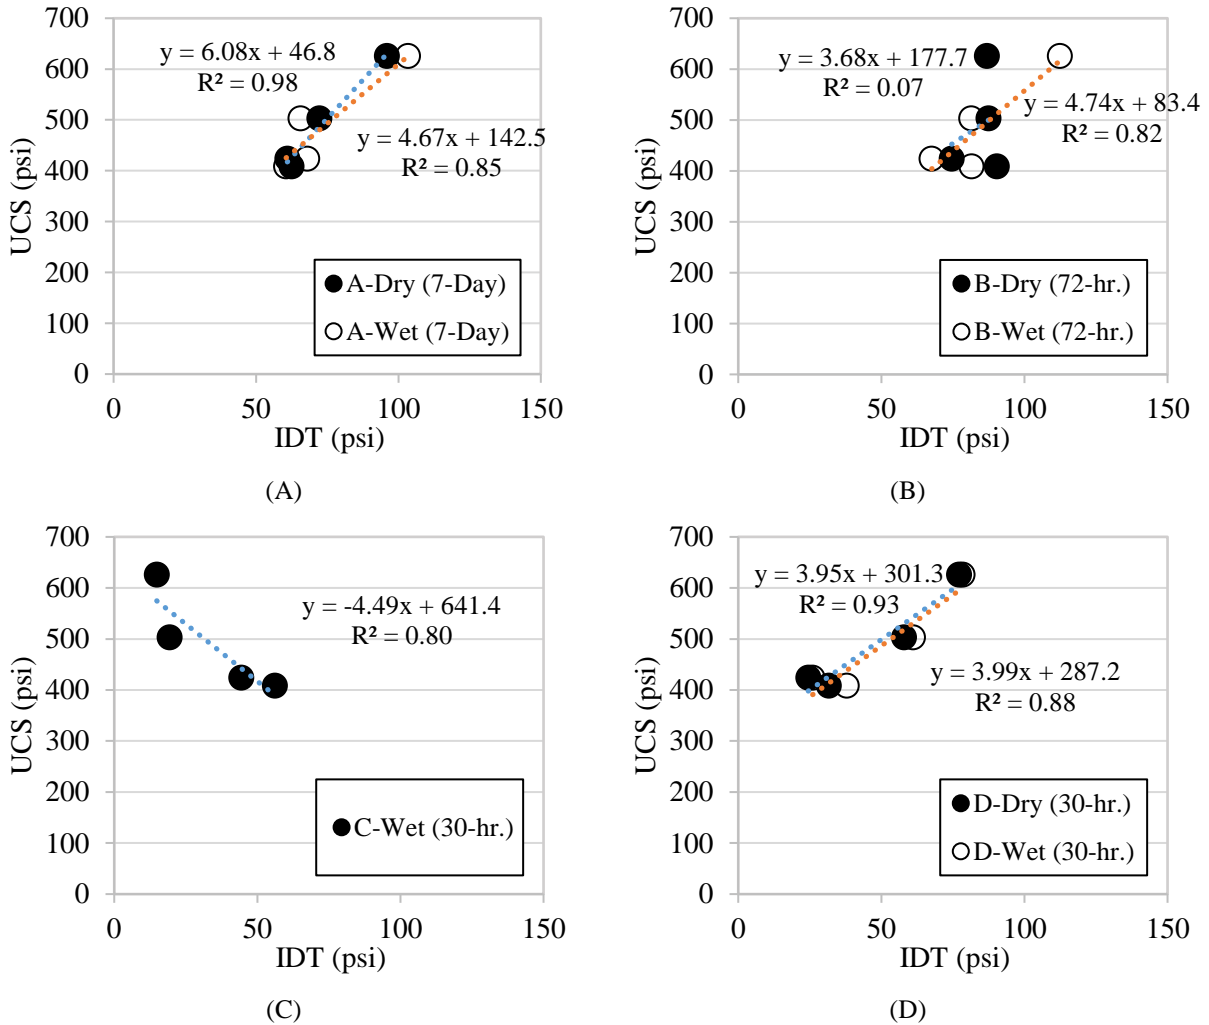 700
600
500
400
300
200
100
0
UCS (psi)
y = 6.08x + 46.8
R² = 0.98
y = 4.67x + 142.5
R² = 0.85
A-Dry (7-Day)
A-Wet (7-Day)
0 50 100 150
IDT (psi)
(A)
700
600
500
400
300
200
100
0
UCS (psi)
y = 3.68x + 177.7
R² = 0.07
y = 4.74x + 83.4
R² = 0.82
B-Dry (72-hr.)
B-Wet (72-hr.)
0 50 100 150
IDT (psi)
(B)
700
600
500
400
300
200
100
0
UCS (psi)
y = -4.49x + 641.4
R² = 0.80
C-Wet (30-hr.)
0 50 100 150
IDT (psi)
(C)
700
600
500
400
300
200
100
0
UCS (psi)
y = 3.95x + 301.3
R² = 0.93
y = 3.99x + 287.2
R² = 0.88
D-Dry (30-hr.)
D-Wet (30-hr.)
0 50 100 150
IDT (psi)
(D)